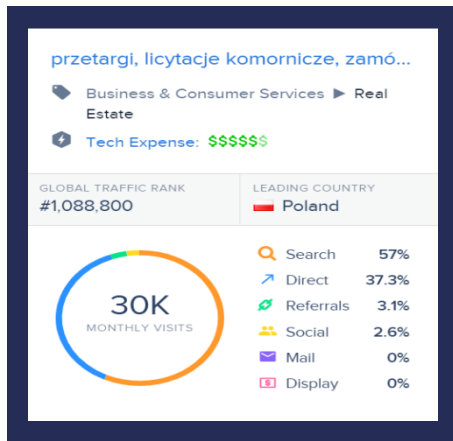 przetargi, licytacje komornicze, zamó...
Business & Consumer Services ▶ Real
Estate
Tech Expense: $$$$$$
GLOBAL TRAFFIC RANK
#1,088,800
LEADING COUNTRY
Poland
30K
MONTHLY VISITS
Search 57%
Direct 37.3%
Referrals 3.1%
Social 2.6%
Mail 0%
Display 0%